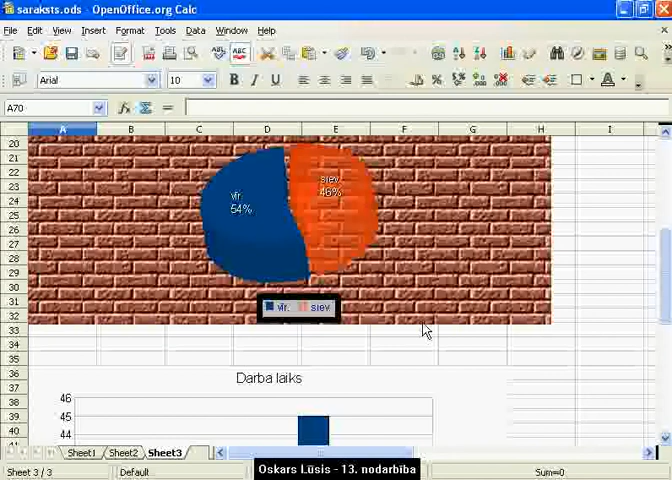 saraksts.ods - OpenOffice.org Calc
File Edit View Insert Format Tools Data Window Help
Arial 10
A70
A B C D E F G H I
20
21
22
23
24
25
26
27
28
29
30
31
32
33
34
35
36
37
38
39
40
vīr.
54%
siev.
46%
vīr. siev.
Darba laiks
46
45
44
Sheet1 Sheet2 Sheet3
Sheet 3 / 3 Default Sum=0
Oskars Lūsis - 13. nodarbība